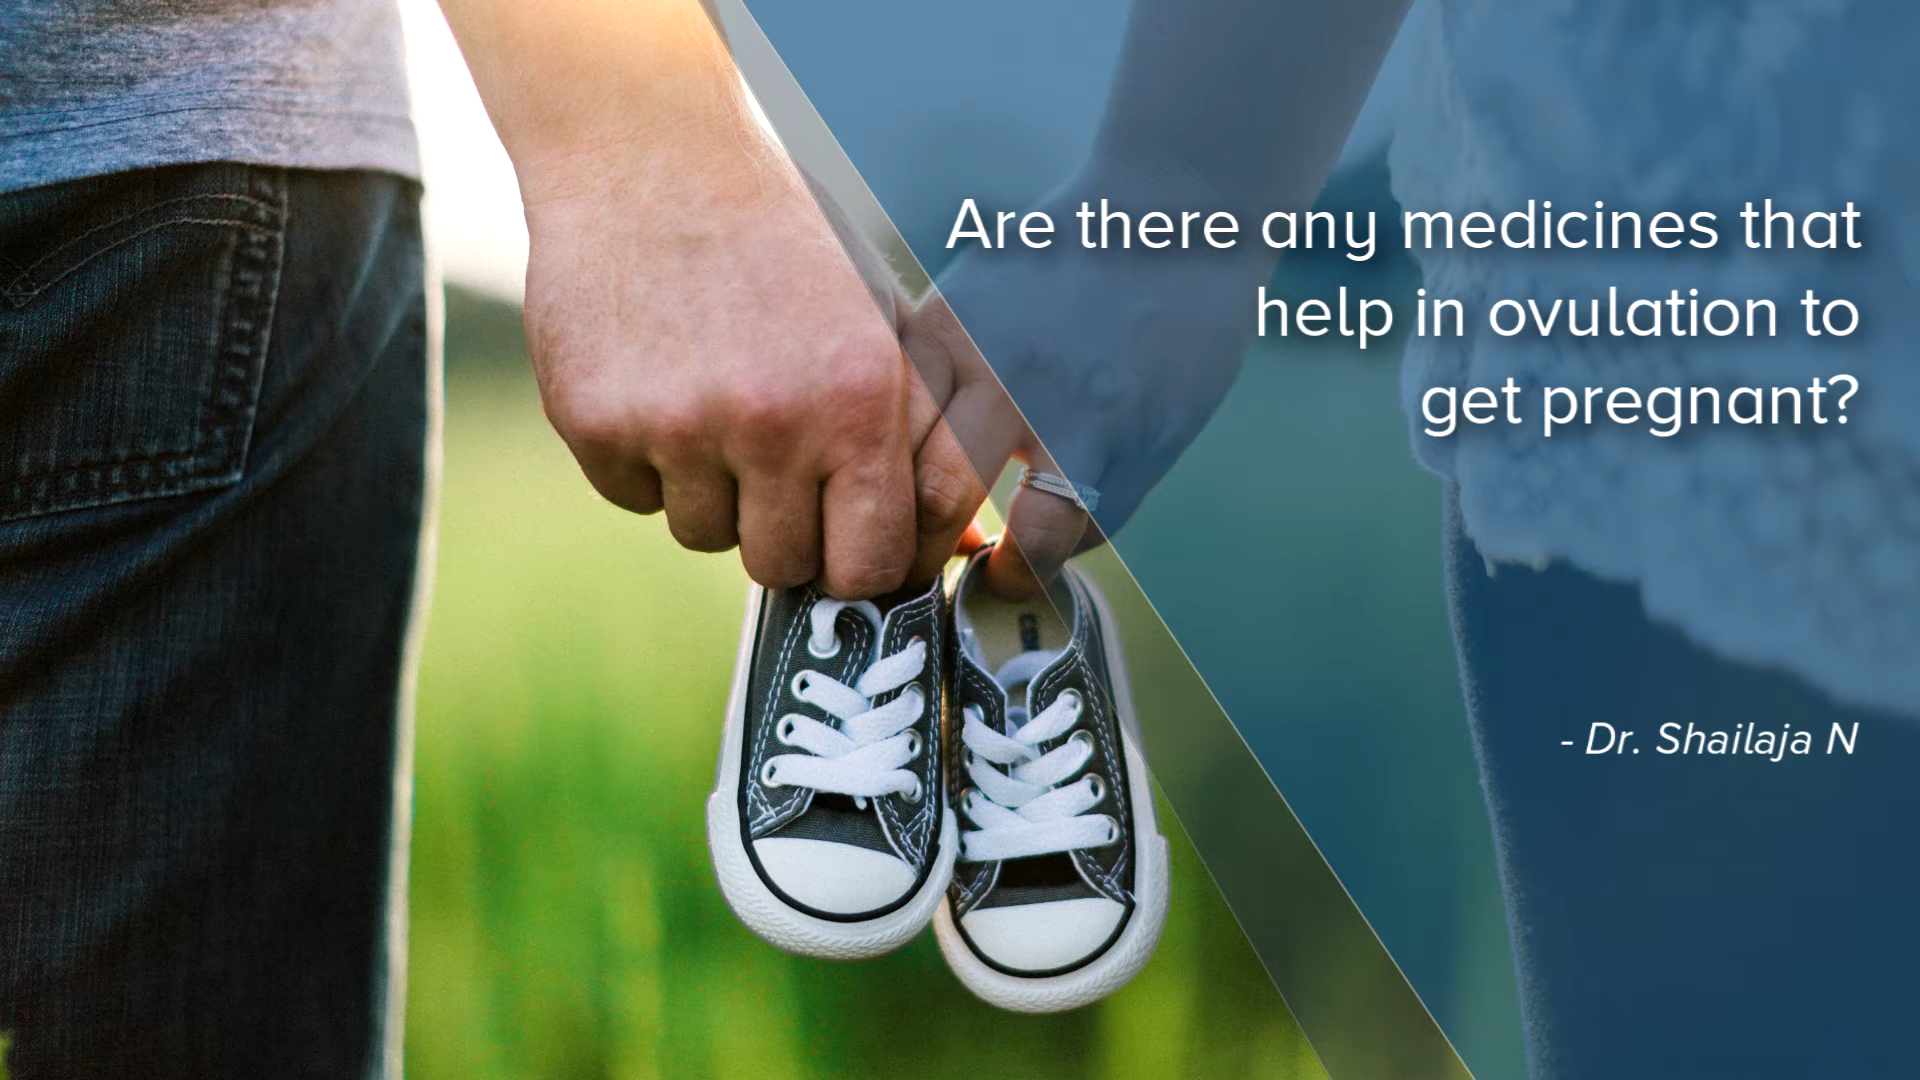 Are there any medicines that
help in ovulation to
get pregnant?
- Dr. Shailaja N